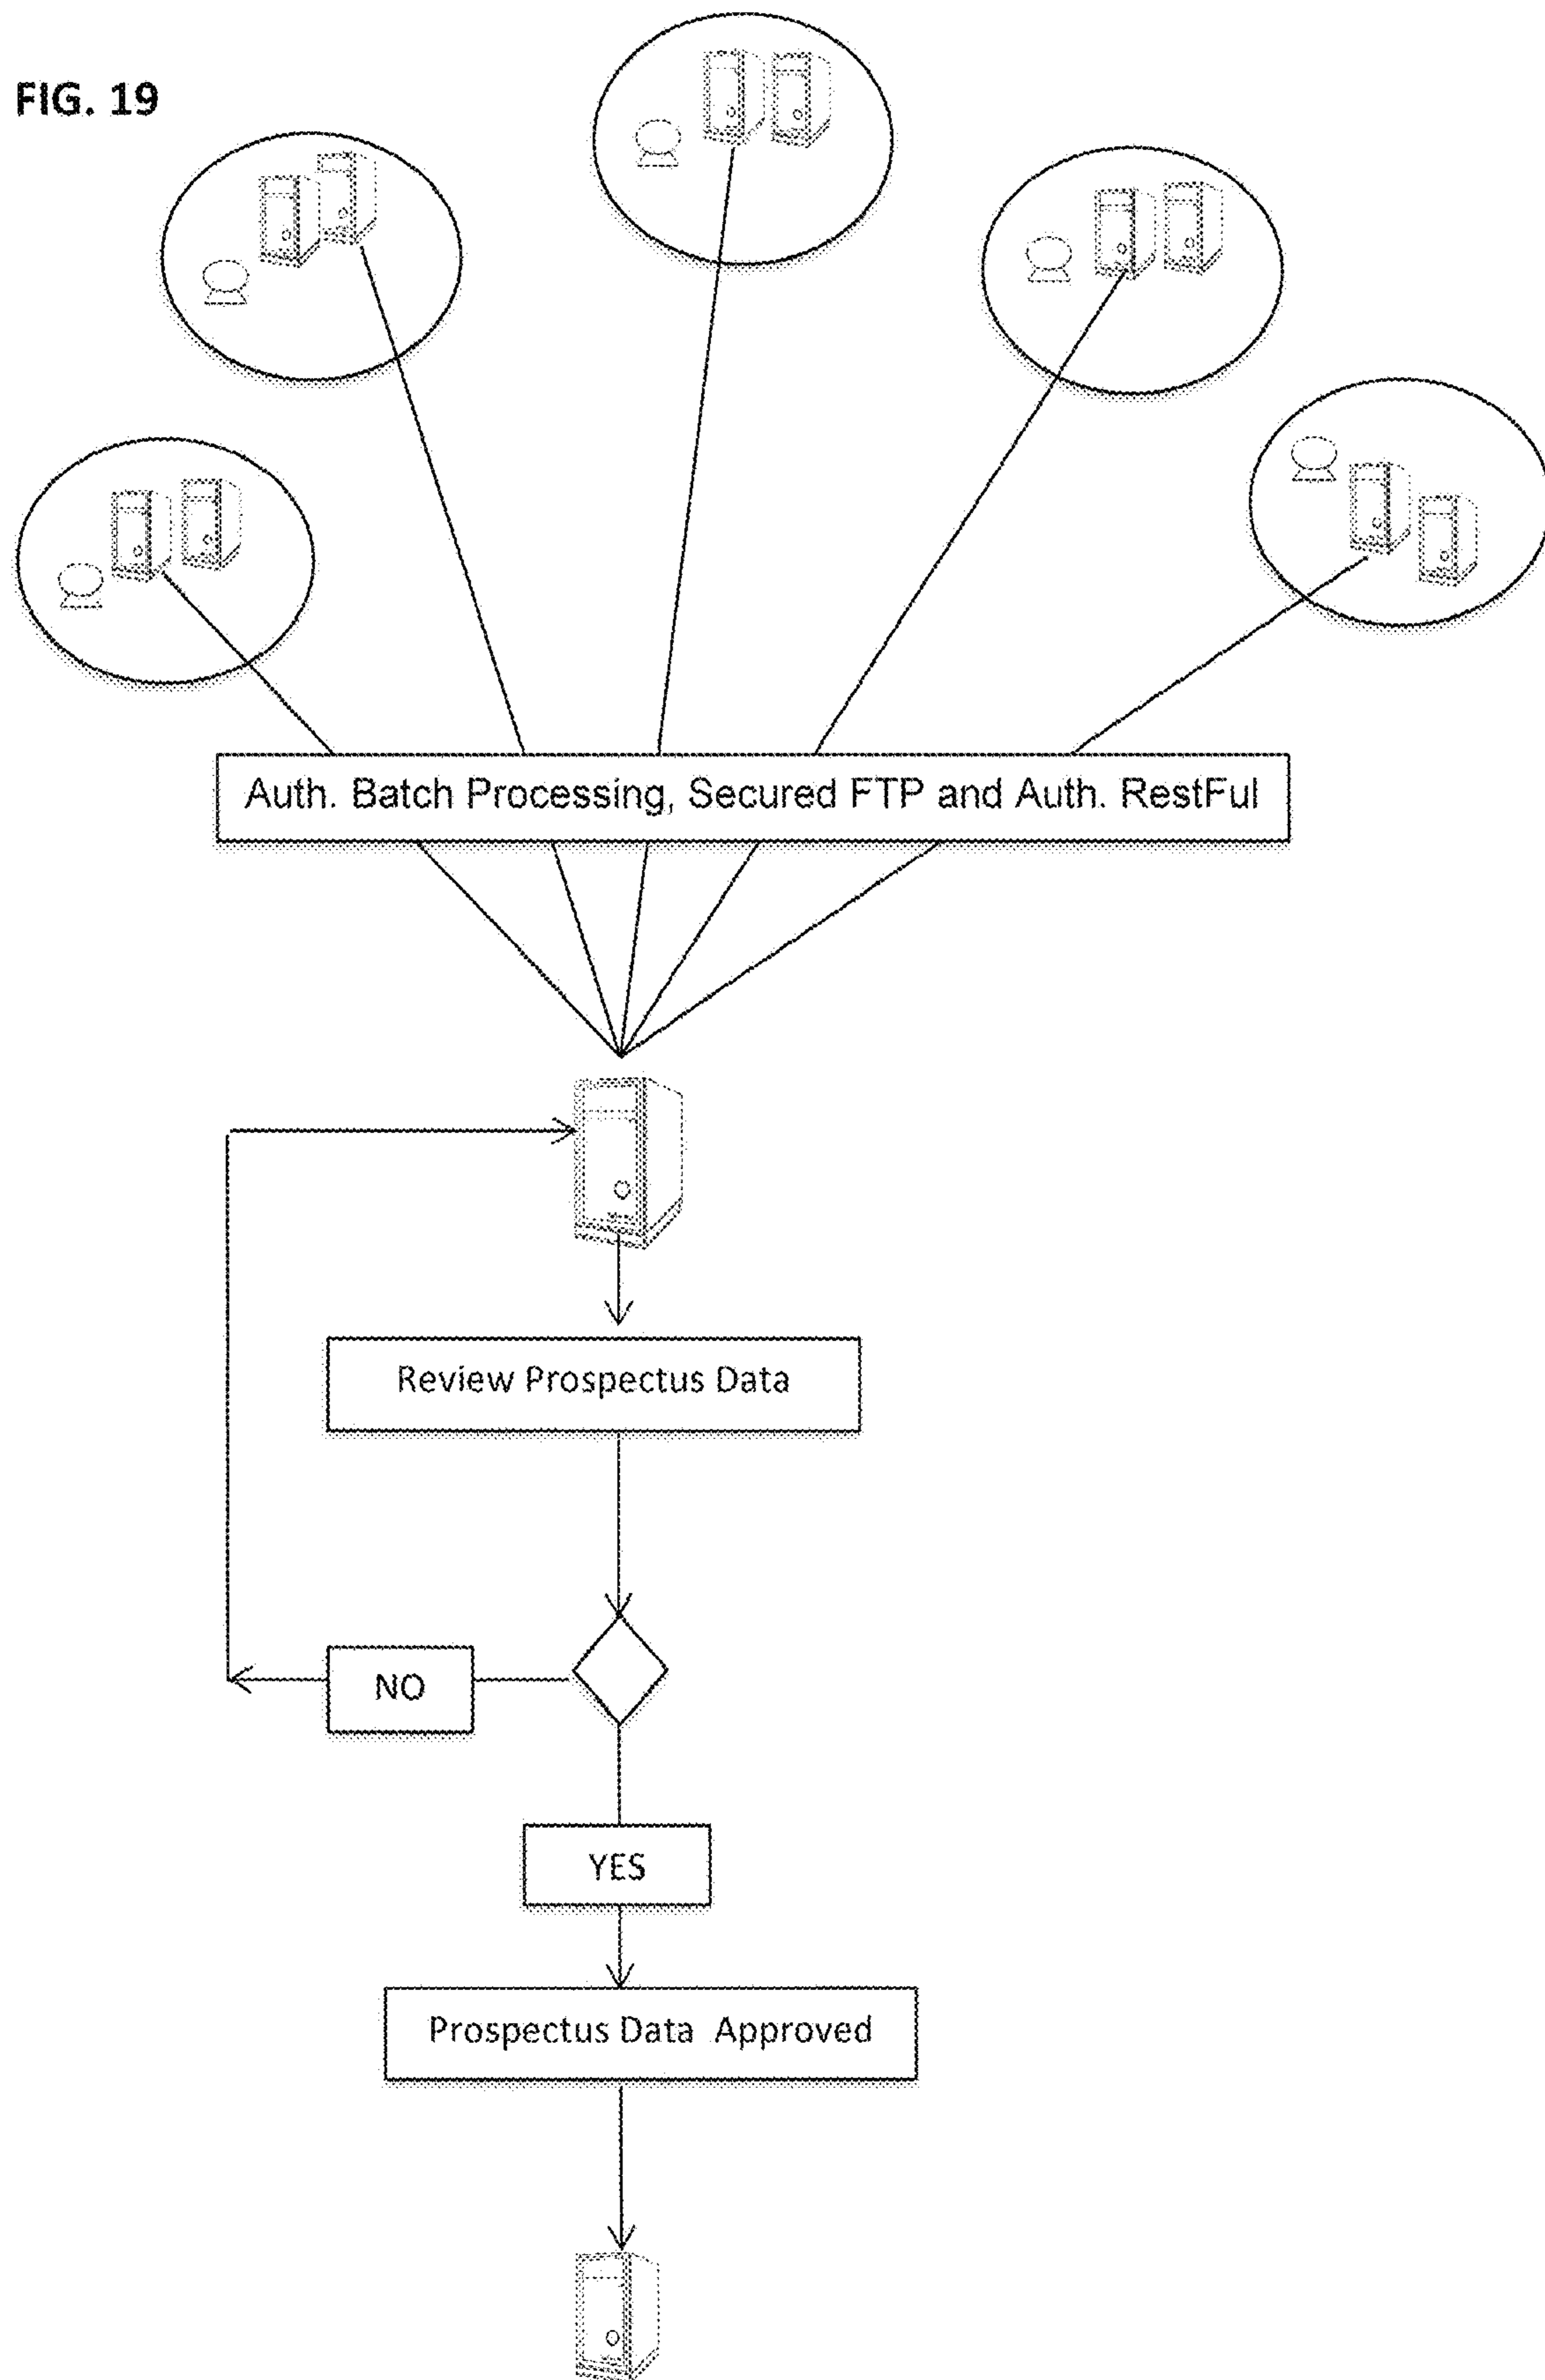 FIG. 19
Auth. Batch Processing, Secured FTP and Auth. RestFul
Review Prospectus Data
NO
YES
Prospectus Data Approved